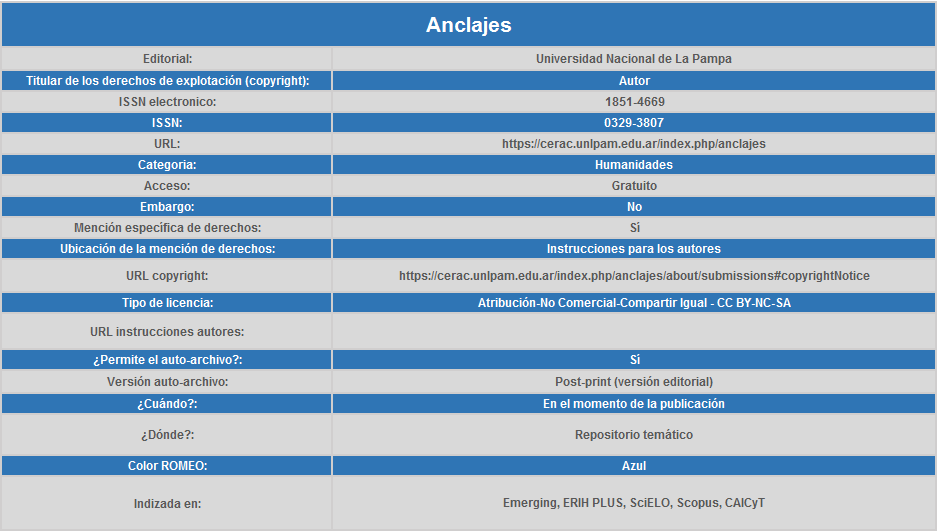 Anclajes
Editorial: Universidad Nacional de La Pampa
Titular de los derechos de explotación (copyright): Autor
ISSN electronico: 1851-4669
ISSN: 0329-3807
URL: https://cerac.unlpam.edu.ar/index.php/anclajes
Categoria: Humanidades
Acceso: Gratuito
Embargo: No
Mención específica de derechos: Sí
Ubicación de la mención de derechos: Instrucciones para los autores
URL copyright: https://cerac.unlpam.edu.ar/index.php/anclajes/about/submissions#copyrightNotice
Tipo de licencia: Atribución-No Comercial-Compartir Igual - CC BY-NC-SA
URL instrucciones autores:
¿Permite el auto-archivo?: Sí
Versión auto-archivo: Post-print (versión editorial)
¿Cuándo?: En el momento de la publicación
¿Dónde?: Repositorio temático
Color ROMEO: Azul
Indizada en: Emerging, ERIH PLUS, SciELO, Scopus, CAICyT